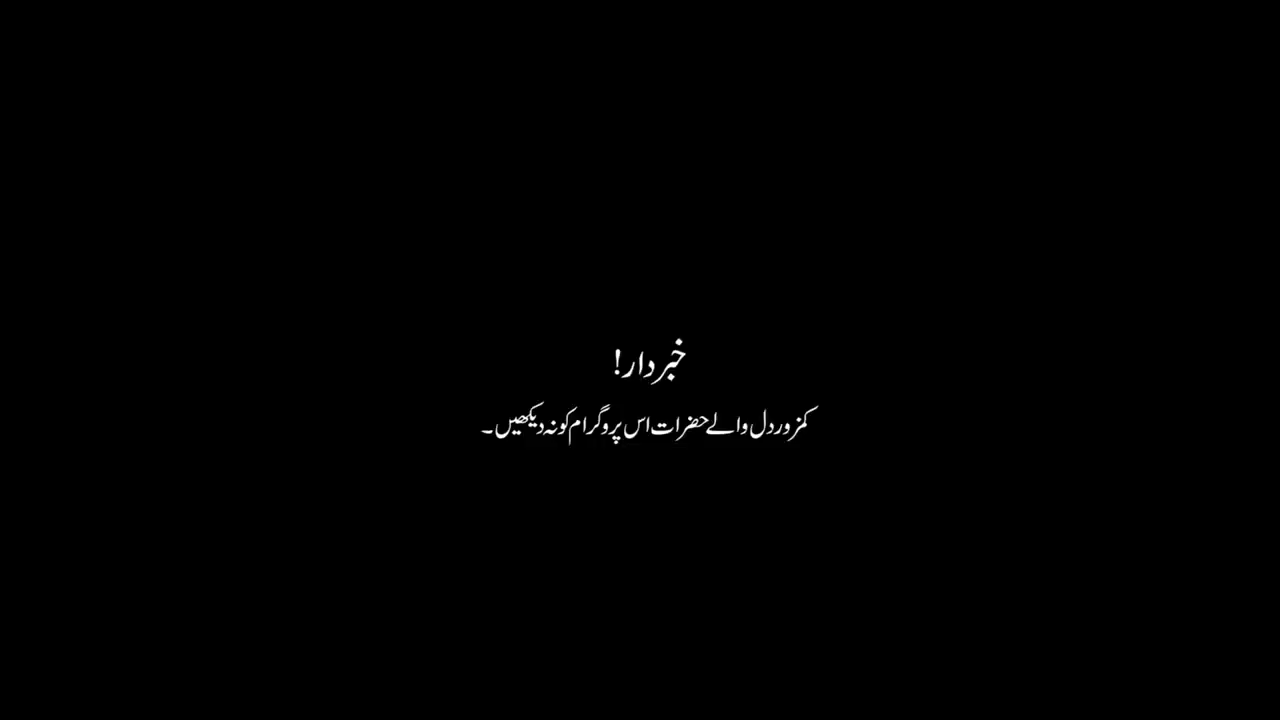 خبردار!
کمزور دل والے حضرات اس پروگرام کو نہ دیکھیں۔